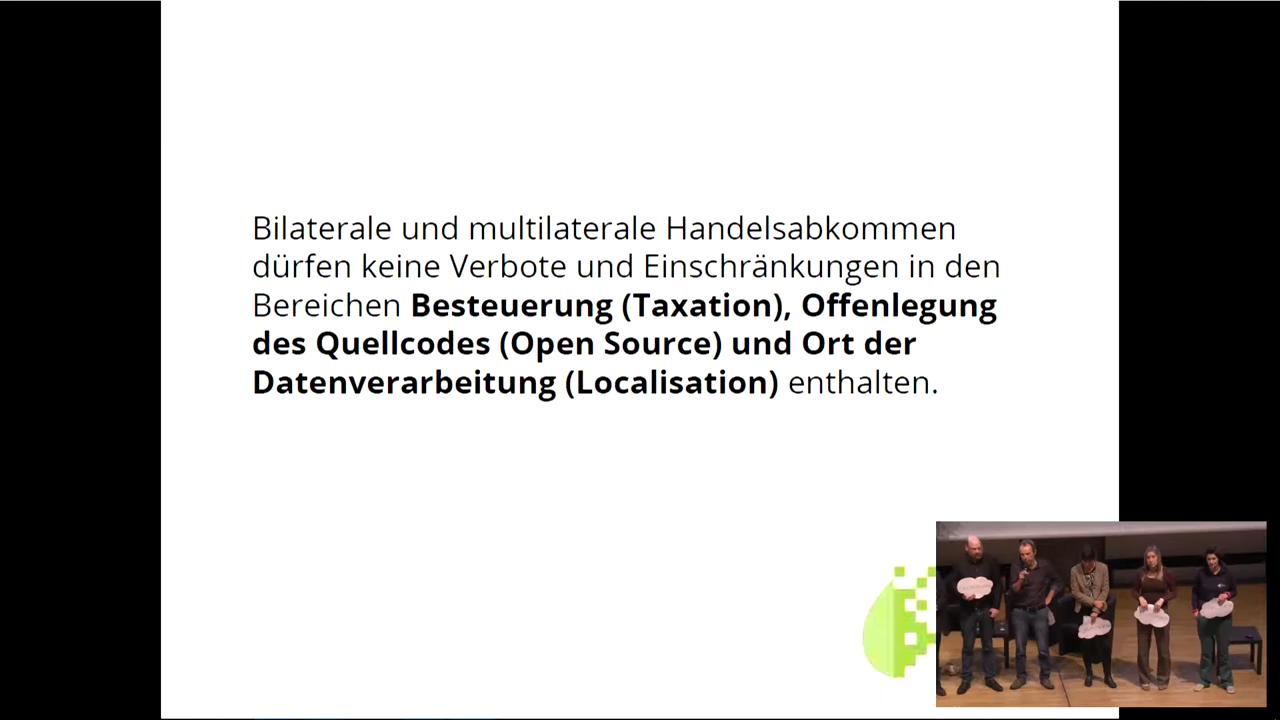 Bilaterale und multilaterale Handelsabkommen
dürfen keine Verbote und Einschränkungen in den
Bereichen Besteuerung (Taxation), Offenlegung
des Quellcodes (Open Source) und Ort der
Datenverarbeitung (Localisation) enthalten.